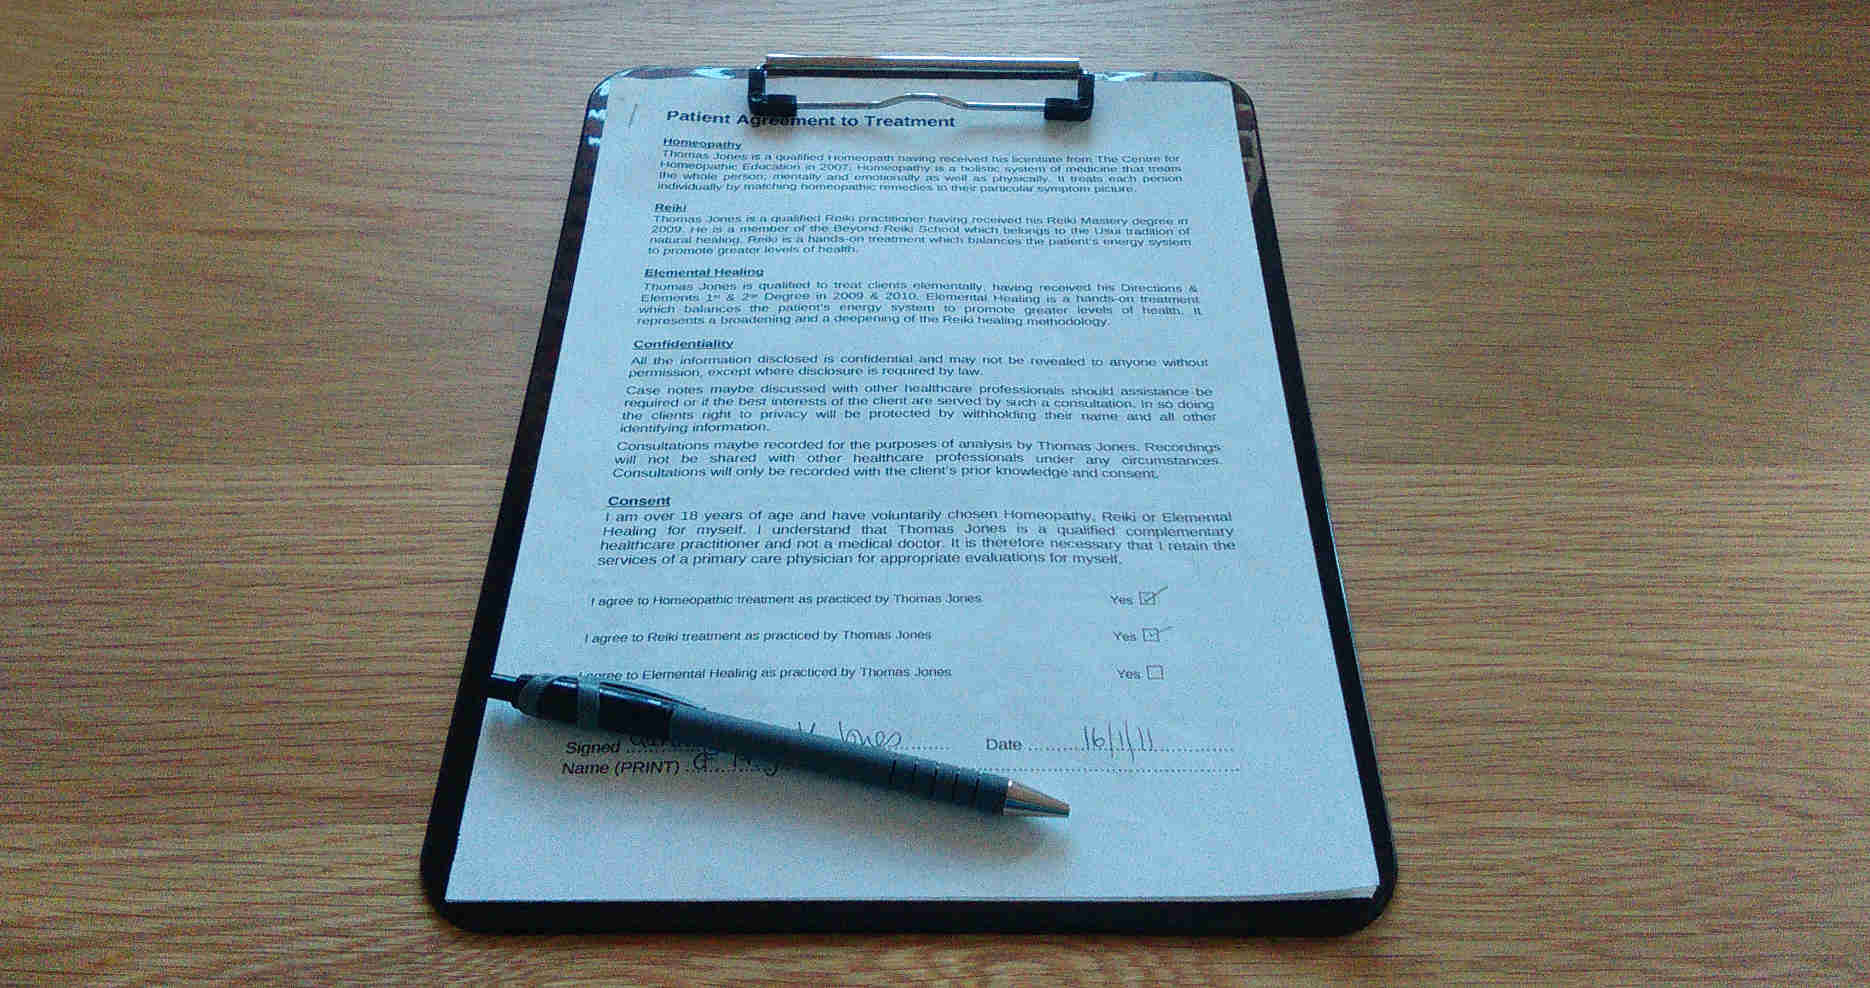 Patient Agreement to Treatment
Homeopathy
Thomas Jones is a qualified Homeopath having received his licentiate from The Centre for
Homeopathic Education in 2007. Homeopathy is a holistic system of medicine that treats
the whole person; mentally and emotionally as well as physically. It treats each person
individually by matching homeopathic remedies to their particular symptom picture.
Reiki
Thomas Jones is a qualified Reiki practitioner having received his Reiki Mastery degree in
2009. He is a member of the Beyond Reiki School which belongs to the Usui tradition of
natural healing. Reiki is a hands-on treatment which balances the patient's energy system
to promote greater levels of health.
Elemental Healing
Thomas Jones is qualified to treat clients elementally, having received his Directions &
Elements 1st & 2nd Degree in 2009 & 2010. Elemental Healing is a hands-on treatment
which balances the patient's energy system to promote greater levels of health. It
represents a broadening and a deepening of the Reiki healing methodology.
Confidentiality
All the information disclosed is confidential and may not be revealed to anyone without
permission, except where disclosure is required by law.
Case notes maybe discussed with other healthcare professionals should assistance be
required or if the best interests of the client are served by such a consultation. In so doing
the clients right to privacy will be protected by withholding their name and all other
identifying information.
Consultations maybe recorded for the purposes of analysis by Thomas Jones. Recordings
will not be shared with other healthcare professionals under any circumstances.
Consultations will only be recorded with the client's prior knowledge and consent.
Consent
I am over 18 years of age and have voluntarily chosen Homeopathy, Reiki or Elemental
Healing for myself. I understand that Thomas Jones is a qualified complementary
healthcare practitioner and not a medical doctor. It is therefore necessary that I retain the
services of a primary care physician for appropriate evaluations for myself.
I agree to Homeopathic treatment as practiced by Thomas Jones Yes
I agree to Reiki treatment as practiced by Thomas Jones Yes
I agree to Elemental Healing as practiced by Thomas Jones Yes
Signed Jones Date 16/1/11
Name (PRINT)